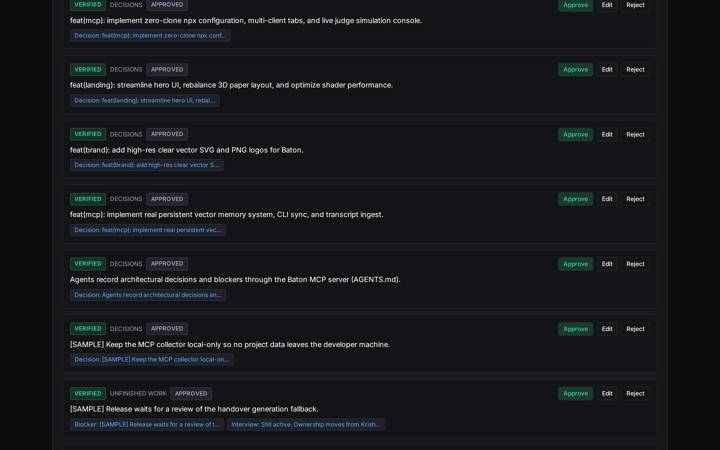 Approve Edit Reject
feat(mcp): implement zero-clone npx configuration, multi-client tabs, and live judge simulation console.
Decision: feat(mcp): implement zero-clone npx conf...
VERIFIED DECISIONS APPROVED Approve Edit Reject
feat(landing): streamline hero UI, rebalance 3D paper layout, and optimize shader performance.
Decision: feat(landing): streamline hero UI, rebal...
VERIFIED DECISIONS APPROVED Approve Edit Reject
feat(brand): add high-res clear vector SVG and PNG logos for Baton.
Decision: feat(brand): add high-res clear vector S...
VERIFIED DECISIONS APPROVED Approve Edit Reject
feat(mcp): implement real persistent vector memory system, CLI sync, and transcript ingest.
Decision: feat(mcp): implement real persistent vec...
VERIFIED DECISIONS APPROVED Approve Edit Reject
Agents record architectural decisions and blockers through the Baton MCP server (AGENTS.md).
Decision: Agents record architectural decisions an...
VERIFIED DECISIONS APPROVED Approve Edit Reject
[SAMPLE] Keep the MCP collector local-only so no project data leaves the developer machine.
Decision: [SAMPLE] Keep the MCP collector local-on...
VERIFIED UNFINISHED WORK APPROVED Approve Edit Reject
[SAMPLE] Release waits for a review of the handover generation fallback.
Blocker: [SAMPLE] Release waits for a review of t... Interview: Still active. Ownership moves from Krish...